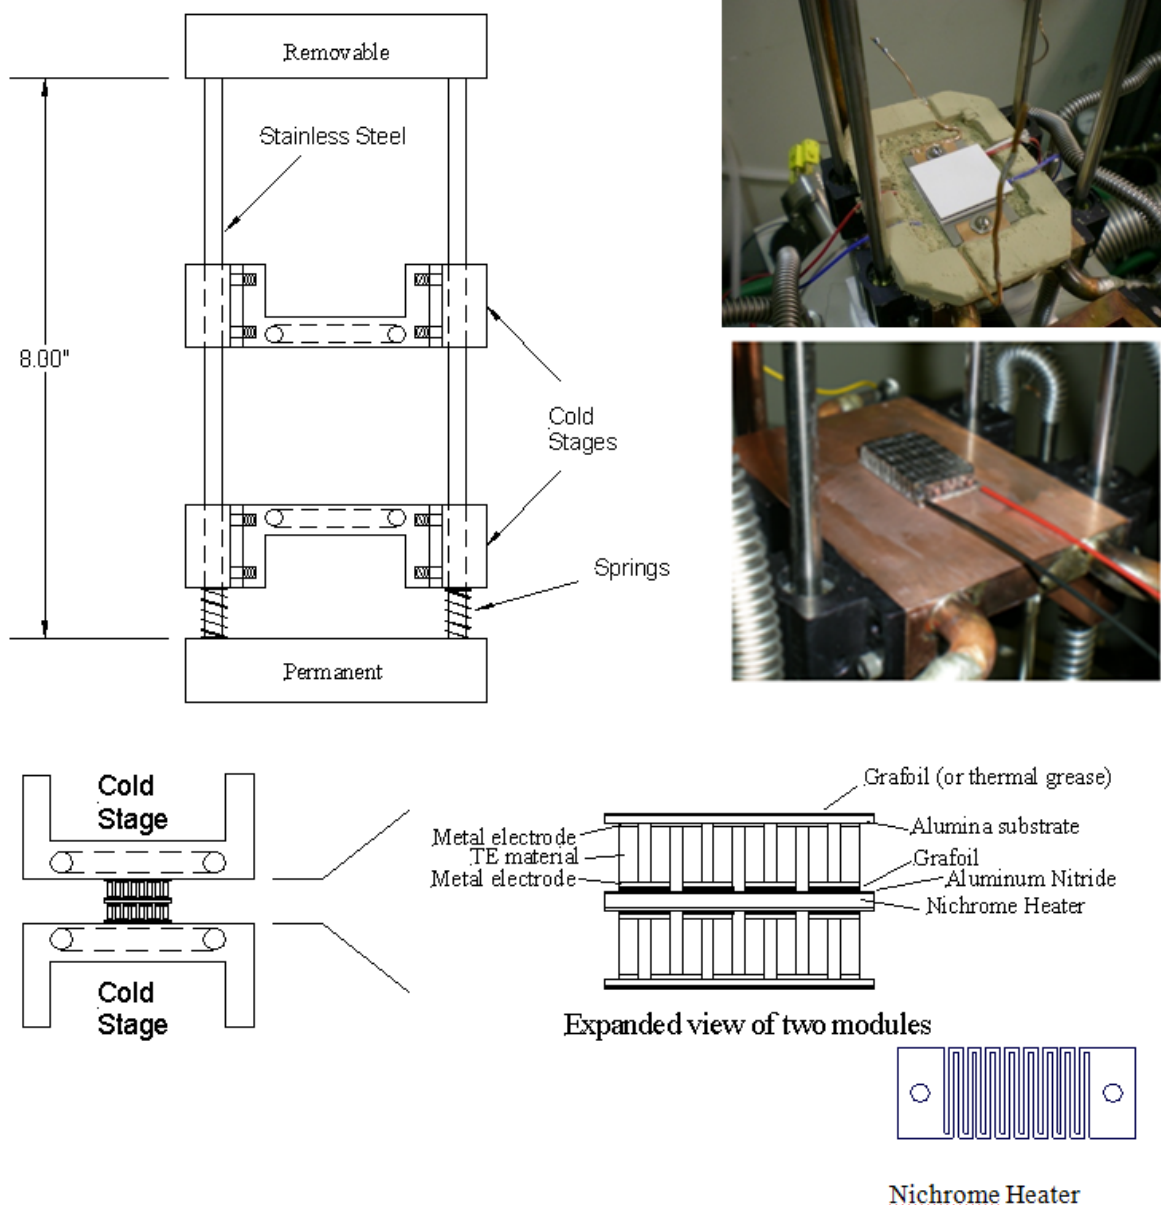 Removable
Stainless Steel
8.00"
Cold
Stages
Springs
Permanent
Cold
Stage
Cold
Stage
Grafoil (or thermal grease)
Metal electrode
Alumina substrate
TE material
Grafoil
Metal electrode
Aluminum Nitride
Nichrome Heater
Expanded view of two modules
Nichrome Heater